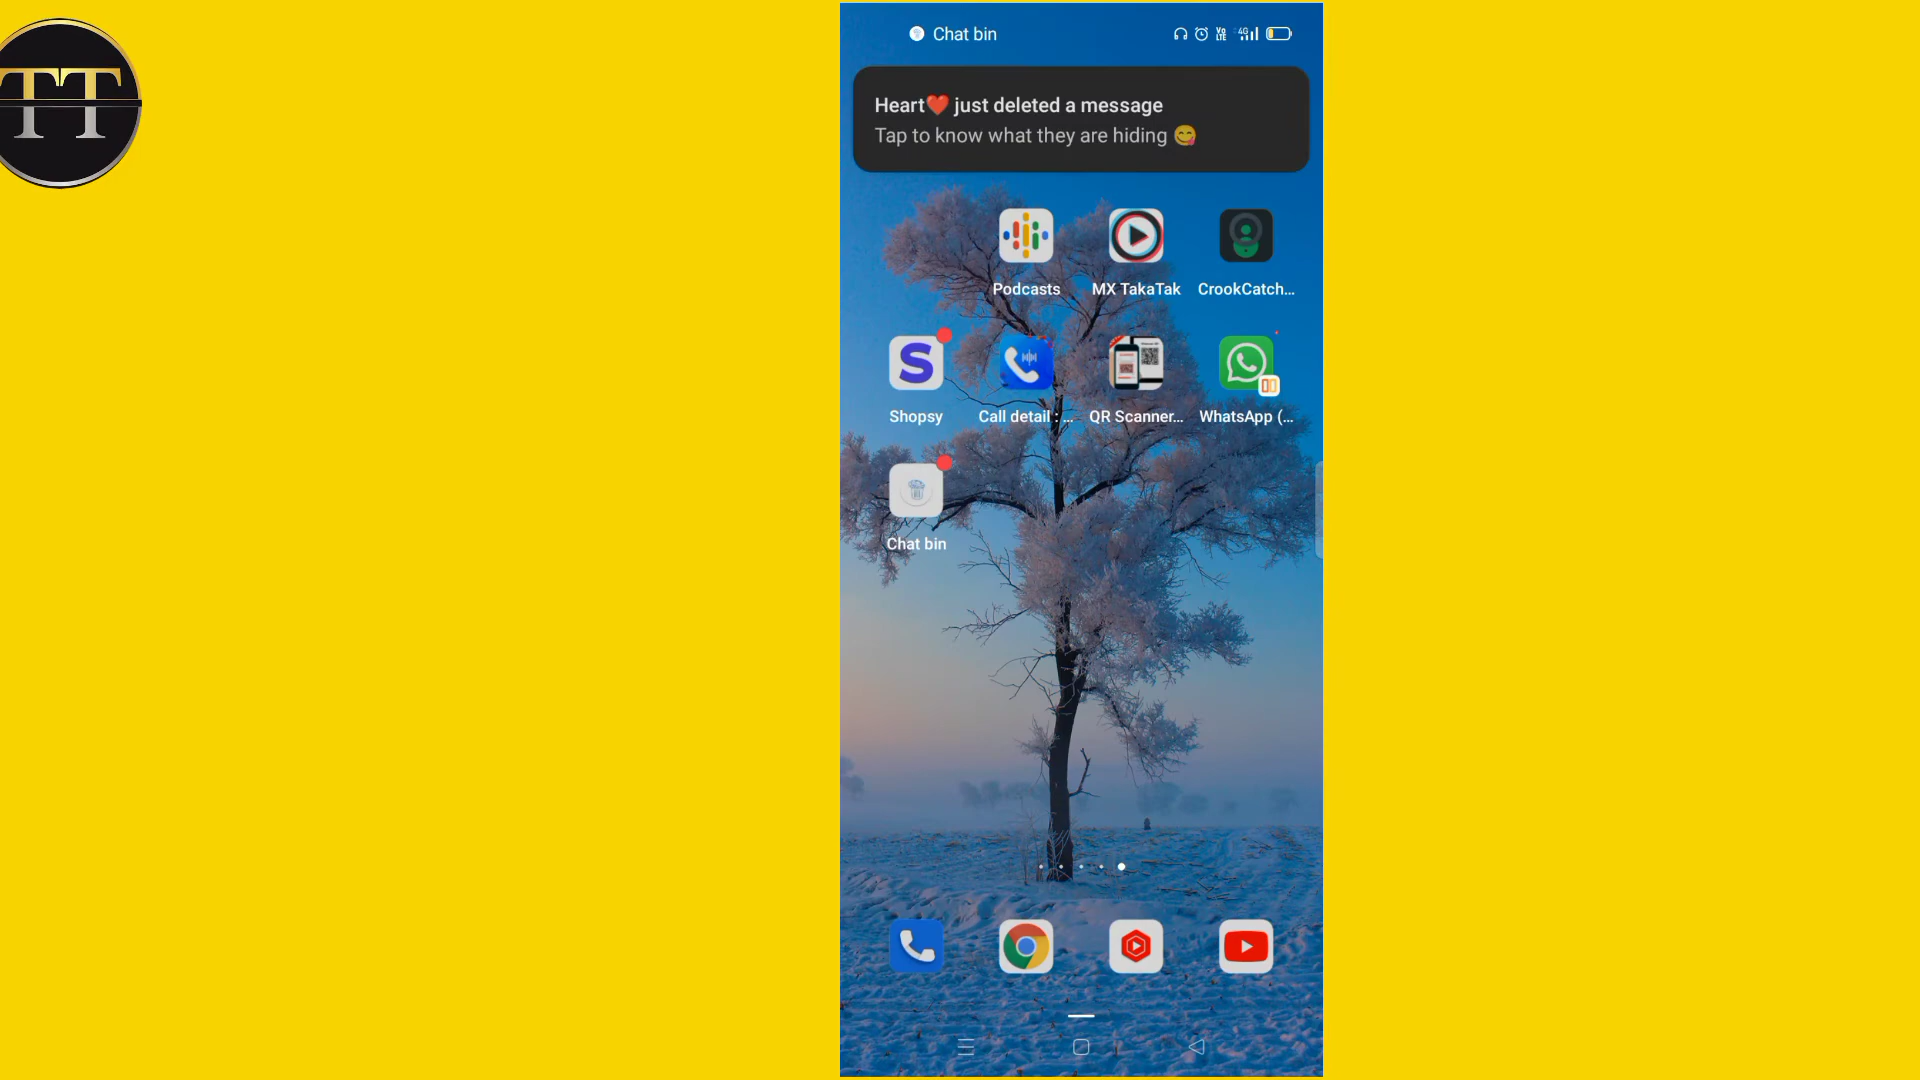 TT
Chat bin
Heart❤️ just deleted a message
Tap to know what they are hiding 😋
Podcasts
MX TakaTak
CrookCatch...
Shopsy
Call detail : ...
QR Scanner...
WhatsApp (...
Chat bin